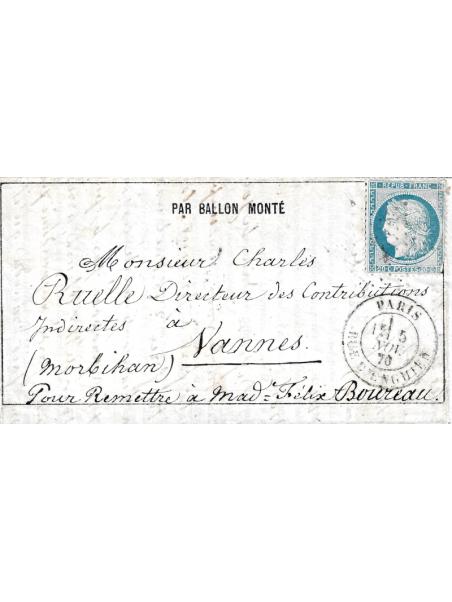 REPUB. FRANC.
20 C. POSTES 20 C.
PAR BALLON MONTÉ
Monsieur Charles
Ruelle Directeur des Contributions
Indirectes à
Vannes.
(Morbihan)
Pour Remettre à Mad.e Félix Boureau.
PARIS
5
NOV.
70